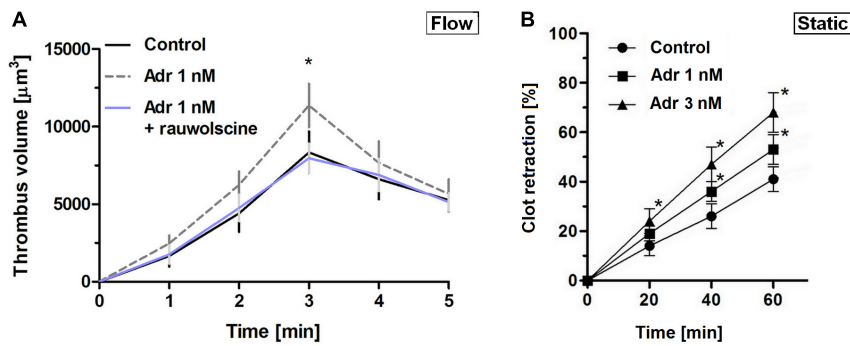 A
Flow
Control
Adr 1 nM
Adr 1 nM
+ rauwolscine
*
Thrombus volume [μm³]
15000
10000
5000
0
0 1 2 3 4 5
Time [min]
B
Static
Control
Adr 1 nM
Adr 3 nM
* * * * *
Clot retraction [%]
100
80
60
40
20
0
0 20 40 60
Time [min]